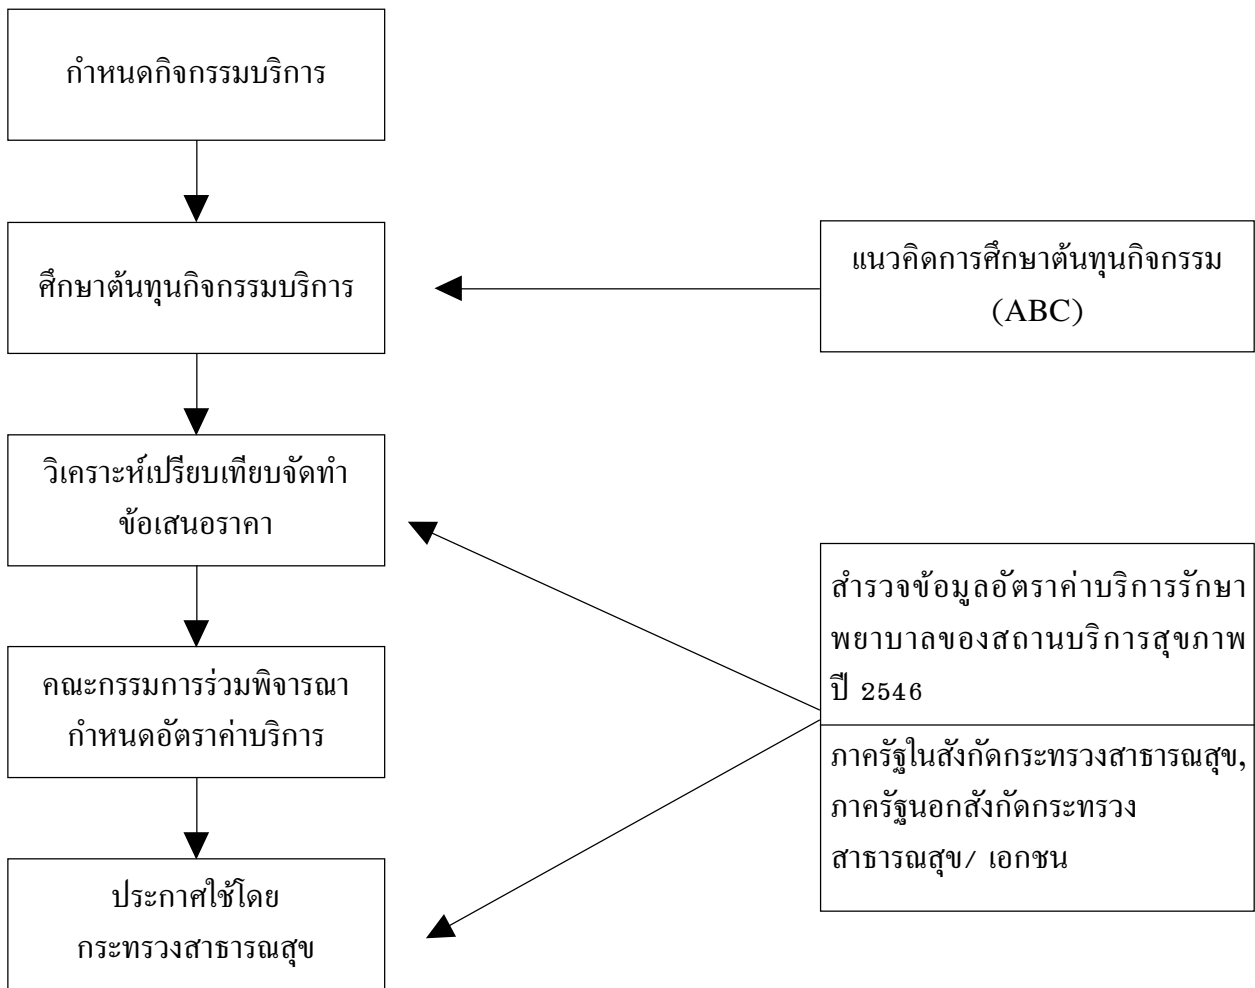 กำหนดกิจกรรมบริการ
ศึกษาต้นทุนกิจกรรมบริการ
แนวคิดการศึกษาต้นทุนกิจกรรม
(ABC)
วิเคราะห์เปรียบเทียบจัดทำ
ข้อเสนอราคา
สำรวจข้อมูลอัตราค่าบริการรักษา
พยาบาลของสถานบริการสุขภาพ
ปี 2546
ภาครัฐในสังกัดกระทรวงสาธารณสุข,
ภาครัฐนอกสังกัดกระทรวง
สาธารณสุข/ เอกชน
คณะกรรมการร่วมพิจารณา
กำหนดอัตราค่าบริการ
ประกาศใช้โดย
กระทรวงสาธารณสุข